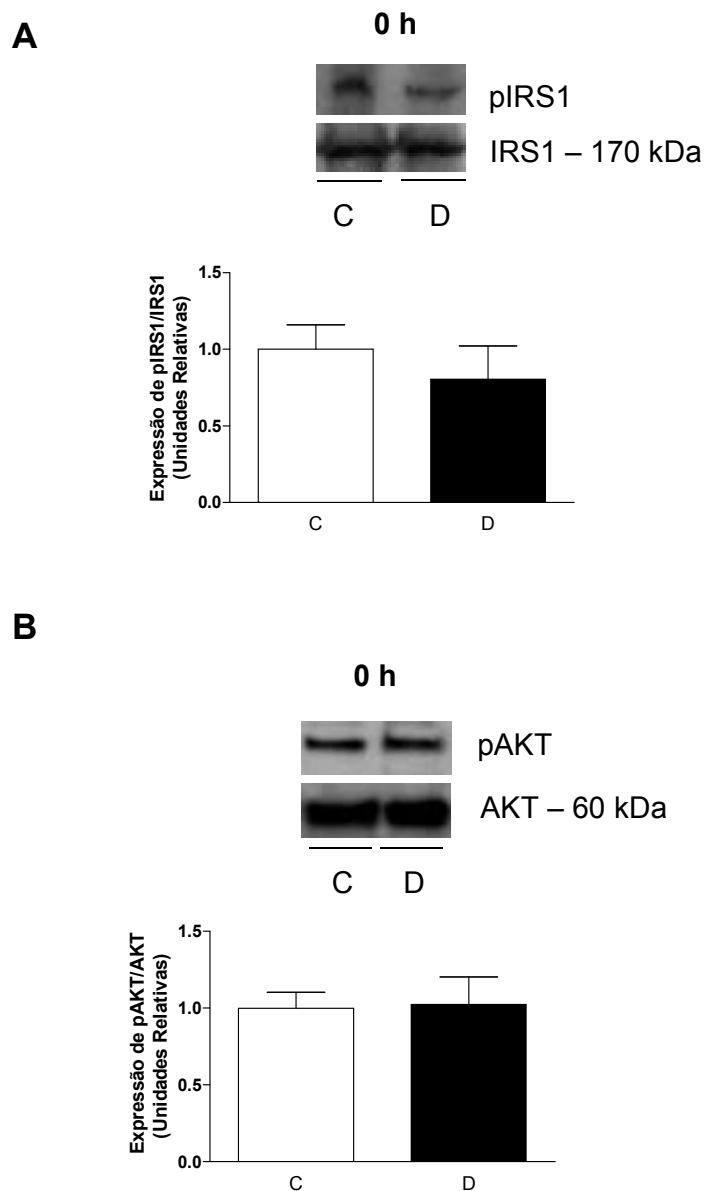 A
0 h
pIRS1
IRS1 – 170 kDa
C D
Expressão de pIRS1/IRS1
(Unidades Relativas)
1.5
1.0
0.5
0.0
C D
B
0 h
pAKT
AKT – 60 kDa
C D
Expressão de pAKT/AKT
(Unidades Relativas)
1.5
1.0
0.5
0.0
C D